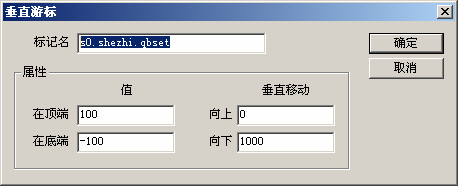 垂直游标
标记名 s0.shezhi.gbset 确定
取消
属性
值 垂直移动
在顶端 100 向上 0
在底端 -100 向下 1000